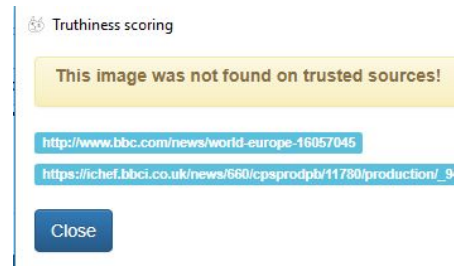 Truthiness scoring
This image was not found on trusted sources!
http://www.bbc.com/news/world-europe-16057045
https://ichef.bbci.co.uk/news/660/cpsprodpb/11780/production/_9
Close